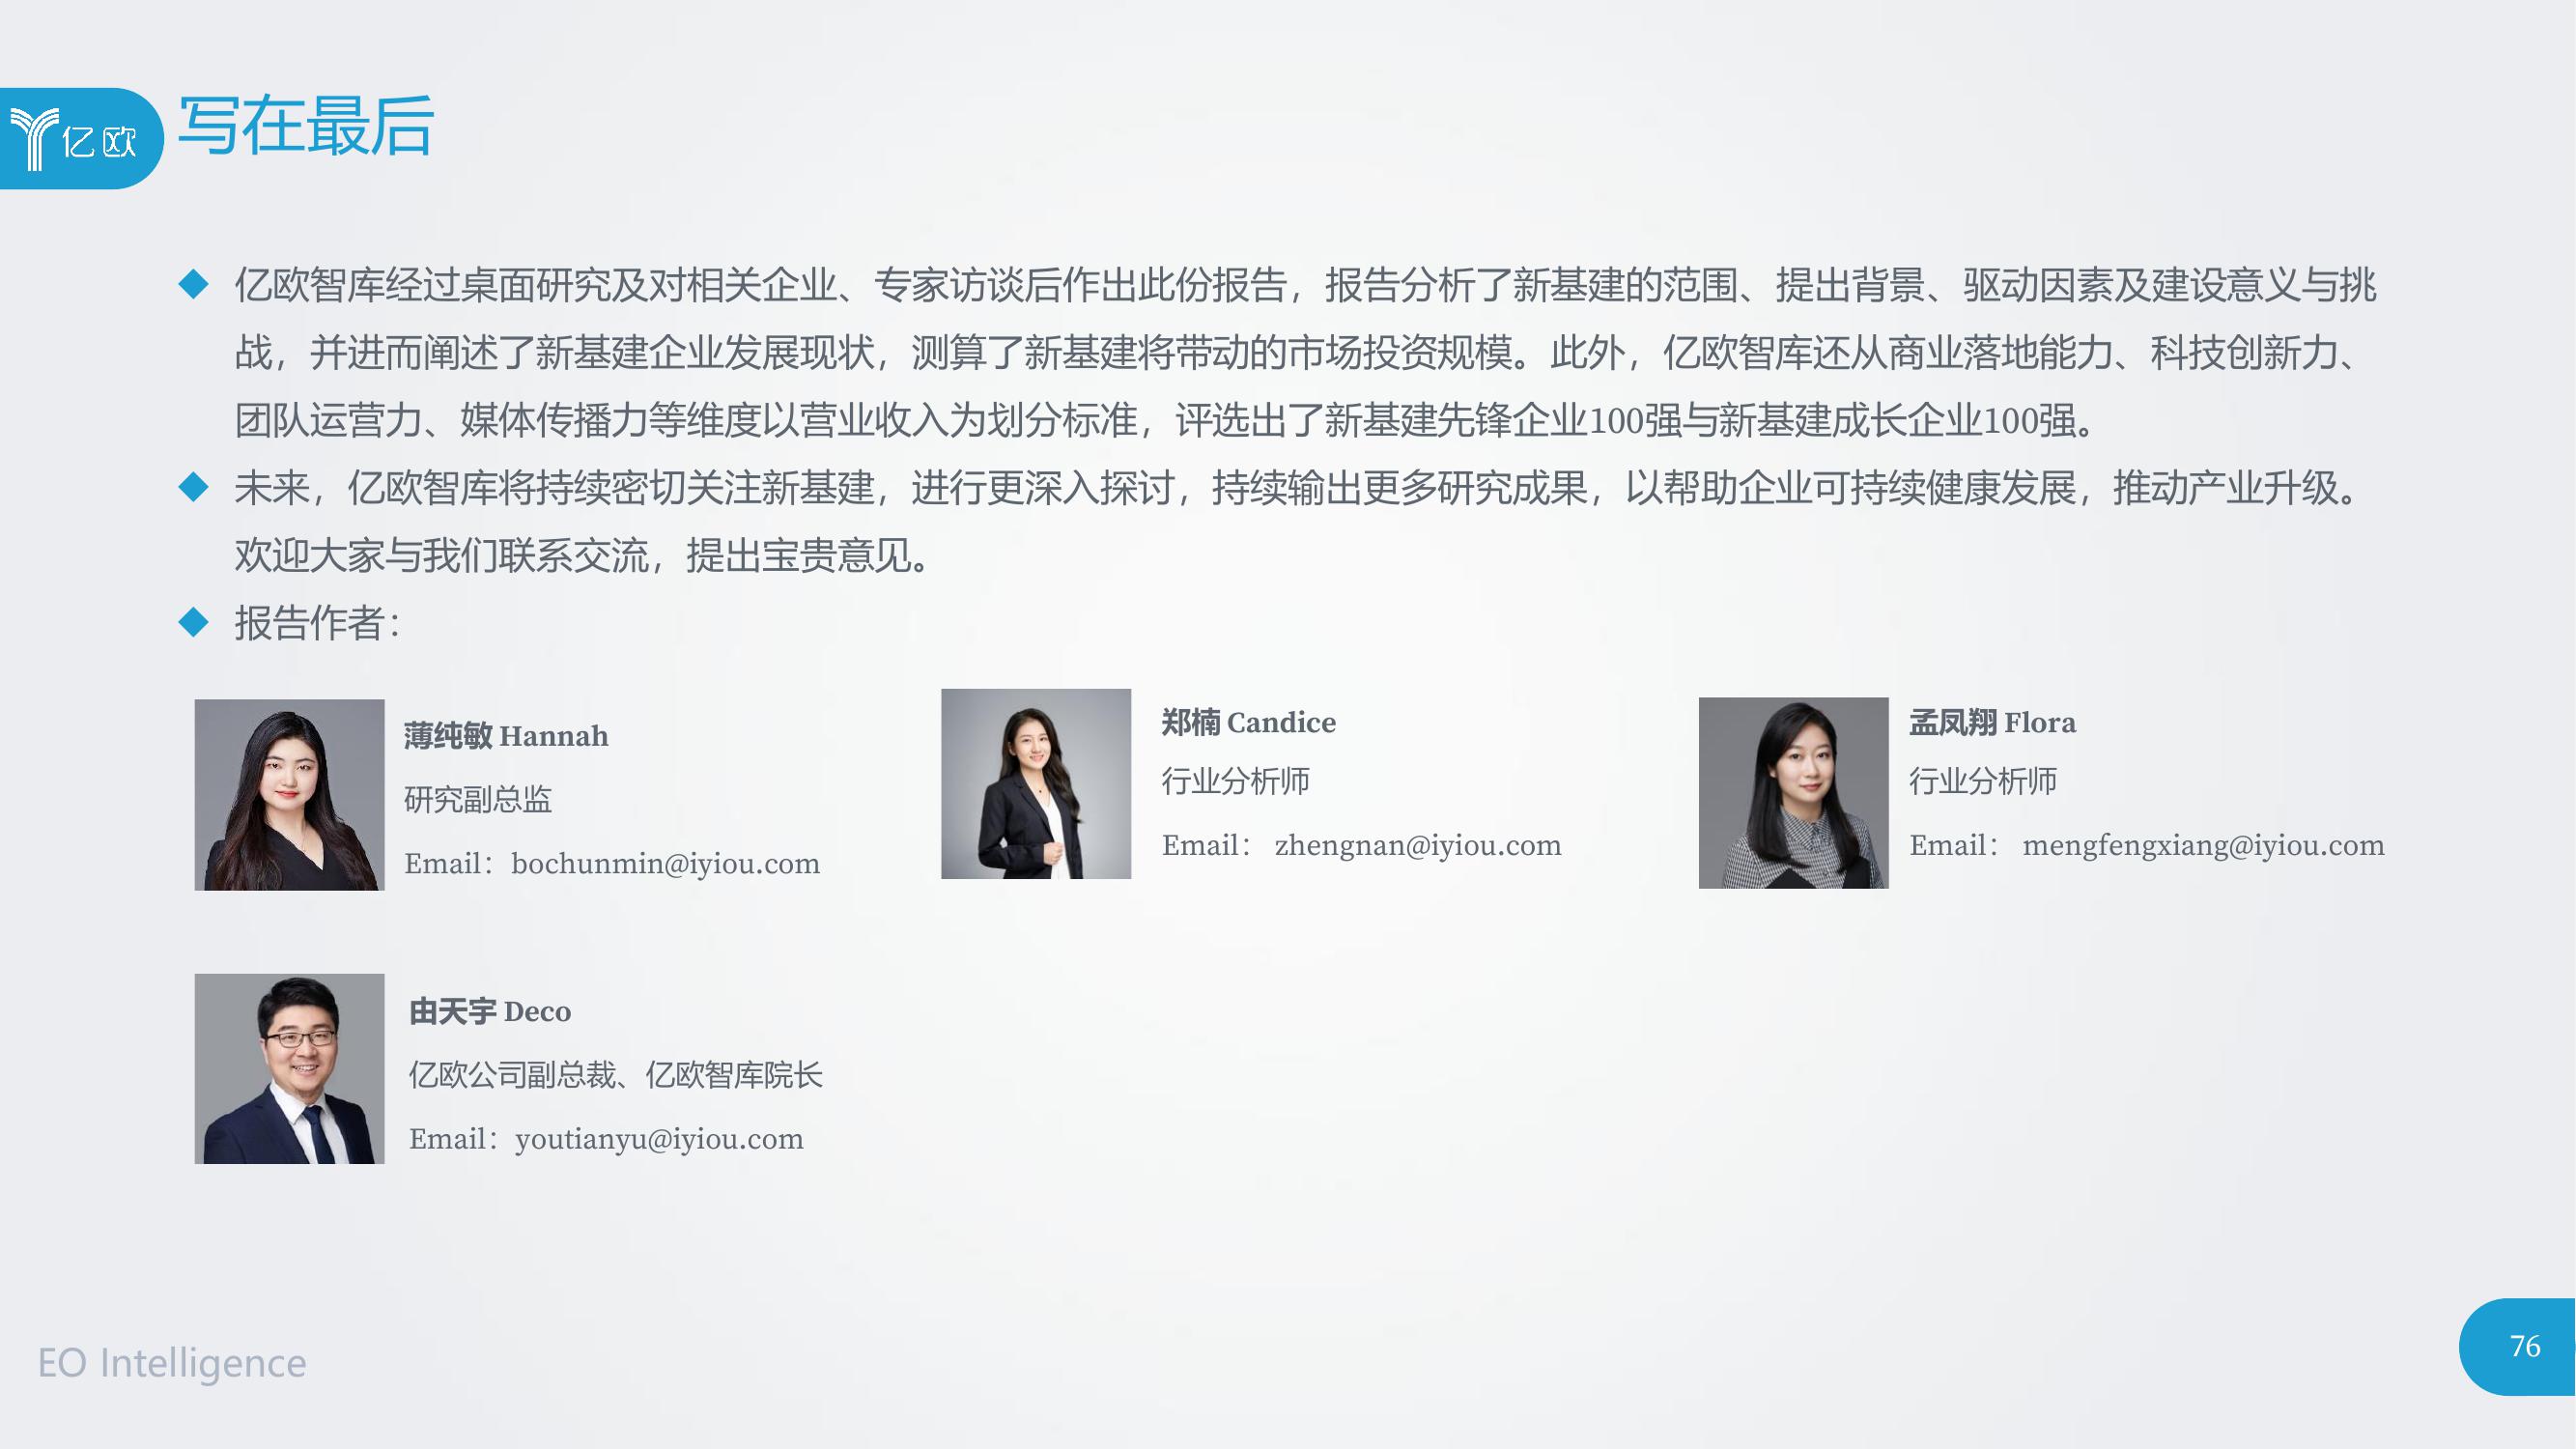 亿欧
写在最后
亿欧智库经过桌面研究及对相关企业、专家访谈后作出此份报告，报告分析了新基建的范围、提出背景、驱动因素及建设意义与挑
战，并进而阐述了新基建企业发展现状，测算了新基建将带动的市场投资规模。此外，亿欧智库还从商业落地能力、科技创新力、
团队运营力、媒体传播力等维度以营业收入为划分标准，评选出了新基建先锋企业100强与新基建成长企业100强。
未来，亿欧智库将持续密切关注新基建，进行更深入探讨，持续输出更多研究成果，以帮助企业可持续健康发展，推动产业升级。
欢迎大家与我们联系交流，提出宝贵意见。
报告作者：
薄纯敏 Hannah
研究副总监
Email：bochunmin@iyiou.com
郑楠 Candice
行业分析师
Email： zhengnan@iyiou.com
孟凤翔 Flora
行业分析师
Email： mengfengxiang@iyiou.com
由天宇 Deco
亿欧公司副总裁、亿欧智库院长
Email：youtianyu@iyiou.com
EO Intelligence
76